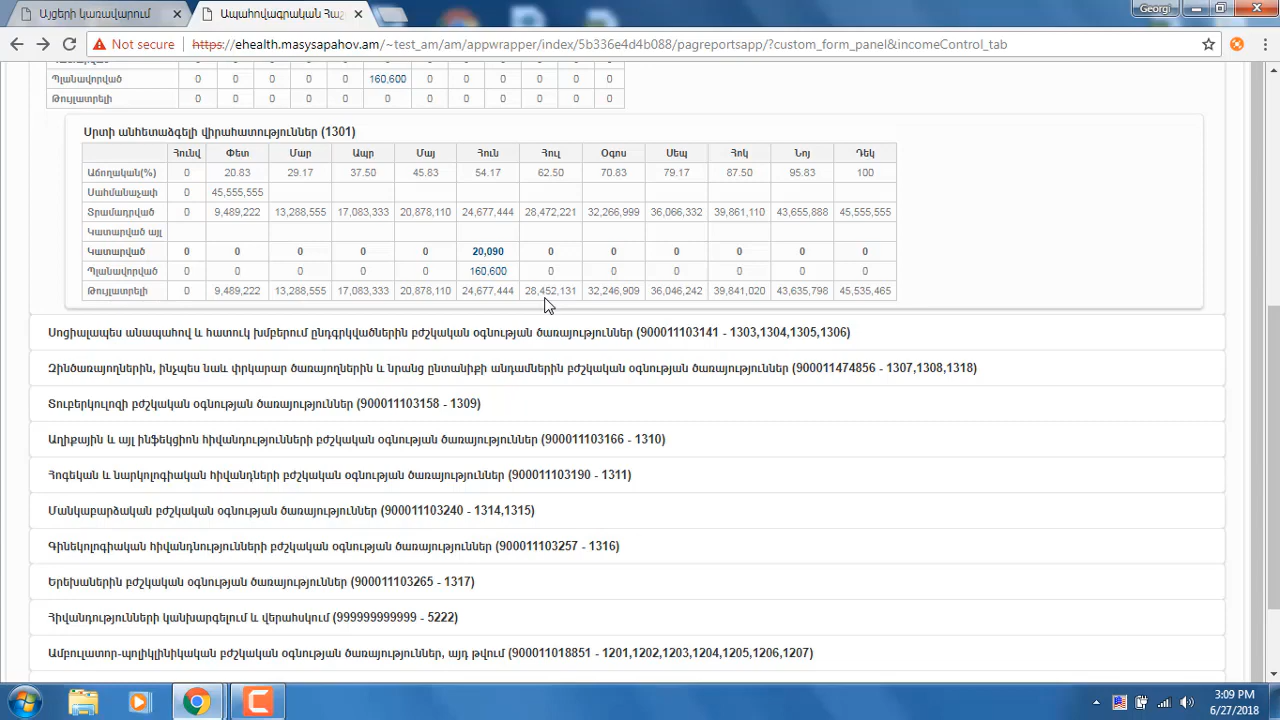 Այցերի կառավարում
Ապահովագրական Հաշ
Georgi
Not secure | https://ehealth.masysapahov.am/~test_am/am/appwrapper/index/5b336e4d4b088/pagreportsapp/?custom_form_panel&incomeControl_tab
Պլանավորված 0 0 0 0 0 160,600 0 0 0 0 0 0
Թույլատրելի 0 0 0 0 0 0 0 0 0 0 0 0
Սրտի անհետաձգելի վիրահատություններ (1301)
Հունվ Փետ Մար Ապր Մայ Հուն Հուլ Օգոս Սեպ Հոկ Նոյ Դեկ
Աճողական(%) 0 20.83 29.17 37.50 45.83 54.17 62.50 70.83 79.17 87.50 95.83 100
Սահմանաչափ 45,555,555
Տրամադրված 0 9,489,222 13,288,555 17,083,333 20,878,110 24,677,444 28,472,221 32,266,999 36,066,332 39,861,110 43,655,888 45,555,555
Կատարված այլ
Կատարված 0 0 0 0 0 20,090 0 0 0 0 0 0
Պլանավորված 0 0 0 0 0 160,600 0 0 0 0 0 0
Թույլատրելի 0 9,489,222 13,288,555 17,083,333 20,878,110 24,677,444 28,452,131 32,246,909 36,046,242 39,841,020 43,635,798 45,535,465
Սոցիալապես անապահով և հատուկ խմբերում ընդգրկվածներին բժշկական օգնության ծառայություններ (900011103141 - 1303,1304,1305,1306)
Զինծառայողներին, ինչպես նաև փրկարար ծառայողներին և նրանց ընտանիքի անդամներին բժշկական օգնության ծառայություններ (900011474856 - 1307,1308,1318)
Տուբերկուլոզի բժշկական օգնության ծառայություններ (900011103158 - 1309)
Աղիքային և այլ ինֆեկցիոն հիվանդությունների բժշկական օգնության ծառայություններ (900011103166 - 1310)
Հոգեկան և նարկոլոգիական հիվանդների բժշկական օգնության ծառայություններ (900011103190 - 1311)
Մանկաբարձական բժշկական օգնության ծառայություններ (900011103240 - 1314,1315)
Գինեկոլոգիական հիվանդնությունների բժշկական օգնության ծառայություններ (900011103257 - 1316)
Երեխաներին բժշկական օգնության ծառայություններ (900011103265 - 1317)
Հիվանդությունների կանխարգելում և վերահսկում (999999999999 - 5222)
Ամբուլատոր-պոլիկլինիկական բժշկական օգնության ծառայություններ, այդ թվում (900011018851 - 1201,1202,1203,1204,1205,1206,1207)
3:09 PM
6/27/2018